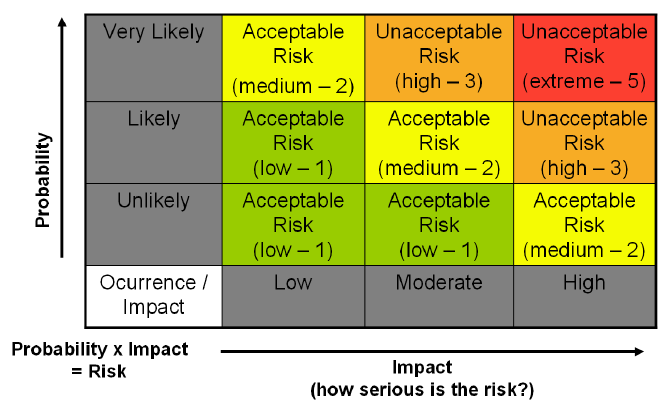 Very Likely
Acceptable
Risk
(medium – 2)
Unacceptable
Risk
(high – 3)
Unacceptable
Risk
(extreme – 5)
Likely
Acceptable
Risk
(low – 1)
Acceptable
Risk
(medium – 2)
Unacceptable
Risk
(high – 3)
Unlikely
Acceptable
Risk
(low – 1)
Acceptable
Risk
(low – 1)
Acceptable
Risk
(medium – 2)
Ocurrence /
Impact
Low
Moderate
High
Probability
Probability x Impact
= Risk
Impact
(how serious is the risk?)